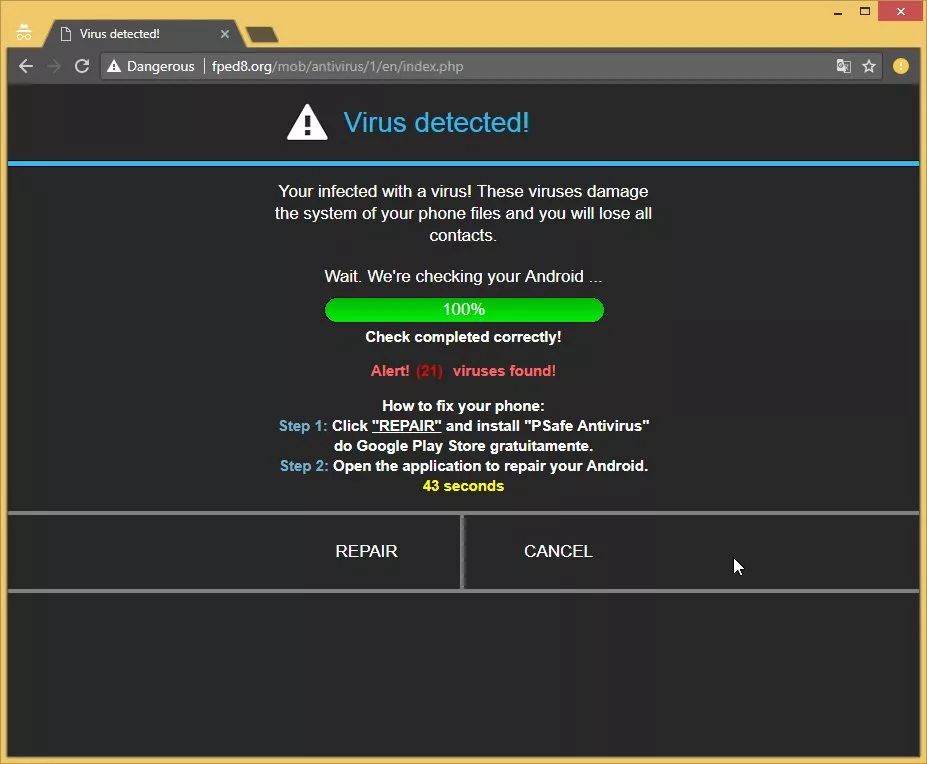 Virus detected!
Dangerous fped8.org/mob/antivirus/1/en/index.php
Virus detected!
Your infected with a virus! These viruses damage
the system of your phone files and you will lose all
contacts.
Wait. We're checking your Android ...
100%
Check completed correctly!
Alert! (21) viruses found!
How to fix your phone:
Step 1: Click "REPAIR" and install "PSafe Antivirus"
do Google Play Store gratuitamente.
Step 2: Open the application to repair your Android.
43 seconds
REPAIR CANCEL